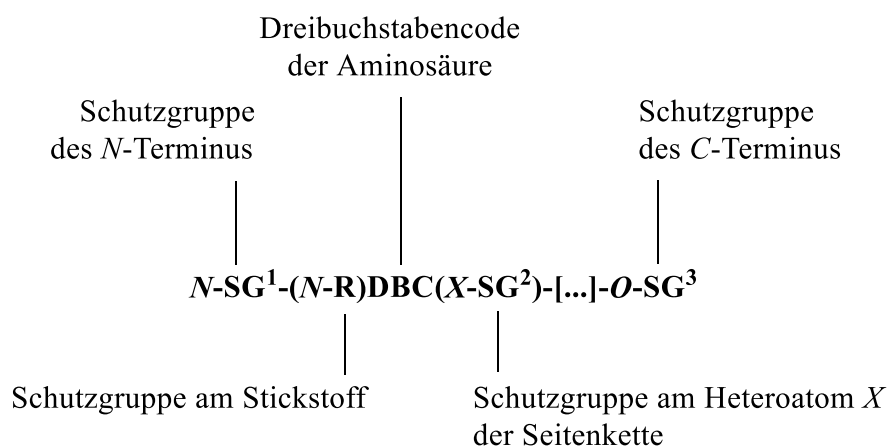 Dreibuchstabencode
der Aminosäure
Schutzgruppe
des N-Terminus
Schutzgruppe
des C-Terminus
N-SG¹-(N-R)DBC(X-SG²)-[...]-O-SG³
Schutzgruppe am Stickstoff
Schutzgruppe am Heteroatom X
der Seitenkette